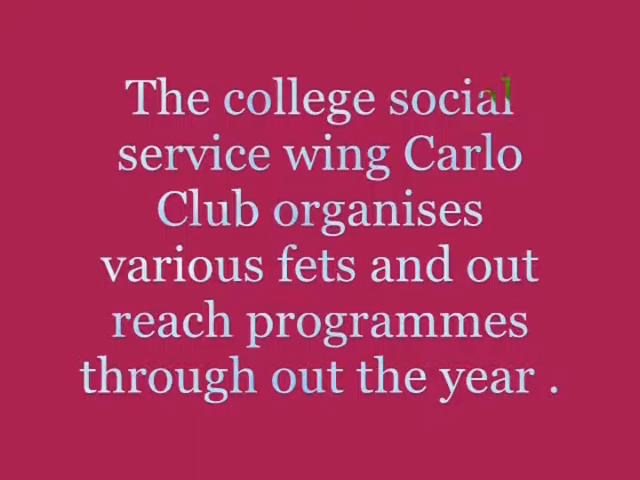 The college social
service wing Carlo
Club organises
various fets and out
reach programmes
through out the year .